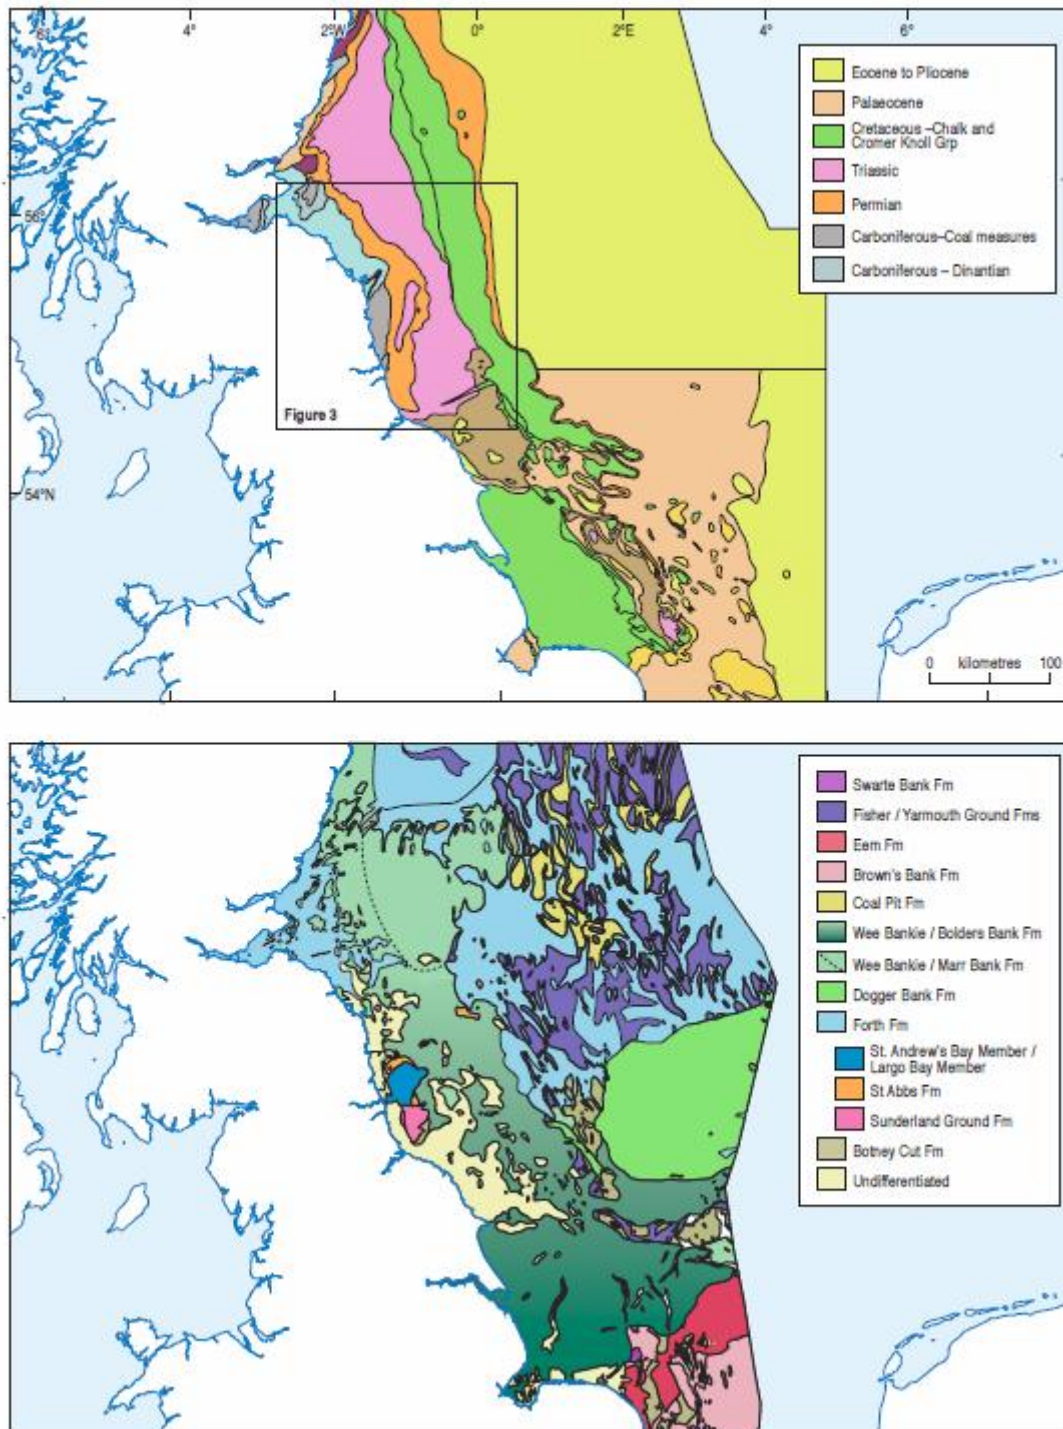 6°
4°
2°W
0°
2°E
4°
6°
Eocene to Pliocene
Palaeocene
Cretaceous –Chalk and
Cromer Knoll Grp
Triassic
Permian
Carboniferous–Coal measures
Carboniferous – Dinantian
56°
Figure 3
54°N
0 kilometres 100
Swarte Bank Fm
Fisher / Yarmouth Ground Fms
Eem Fm
Brown's Bank Fm
Coal Pit Fm
Wee Bankie / Bolders Bank Fm
Wee Bankie / Marr Bank Fm
Dogger Bank Fm
Forth Fm
St. Andrew's Bay Member /
Largo Bay Member
St Abbs Fm
Sunderland Ground Fm
Botney Cut Fm
Undifferentiated